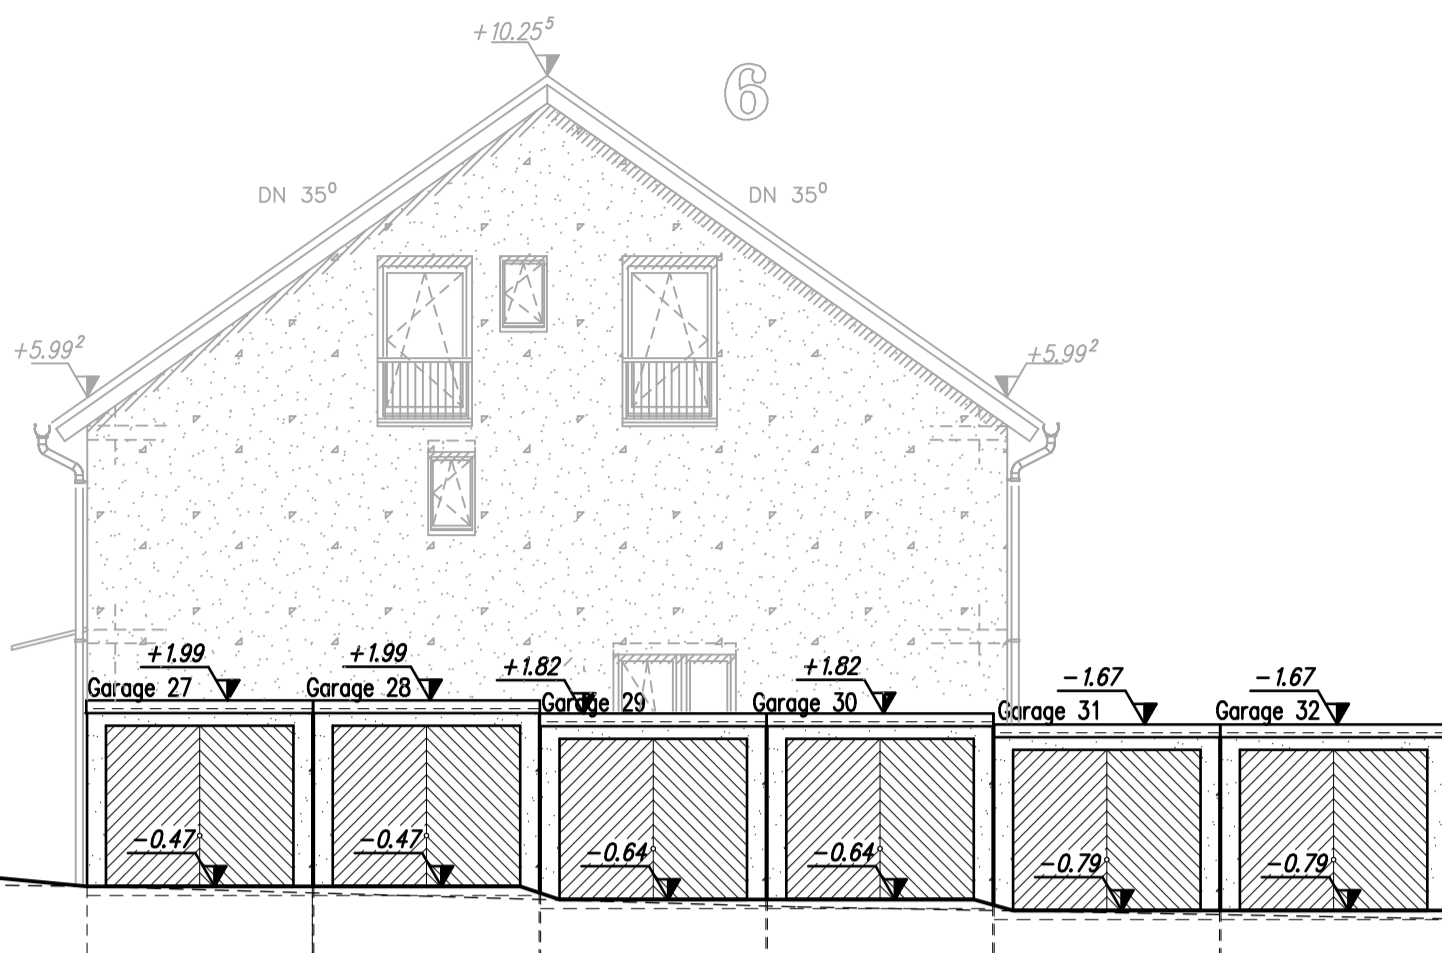 +10.25⁵
6
DN 35⁰
DN 35⁰
+5.99²
+5.99²
+1.99
+1.99
+1.82
+1.82
-1.67
-1.67
Garage 27
Garage 28
Garage 29
Garage 30
Garage 31
Garage 32
-0.47
-0.47
-0.64
-0.64
-0.79
-0.79